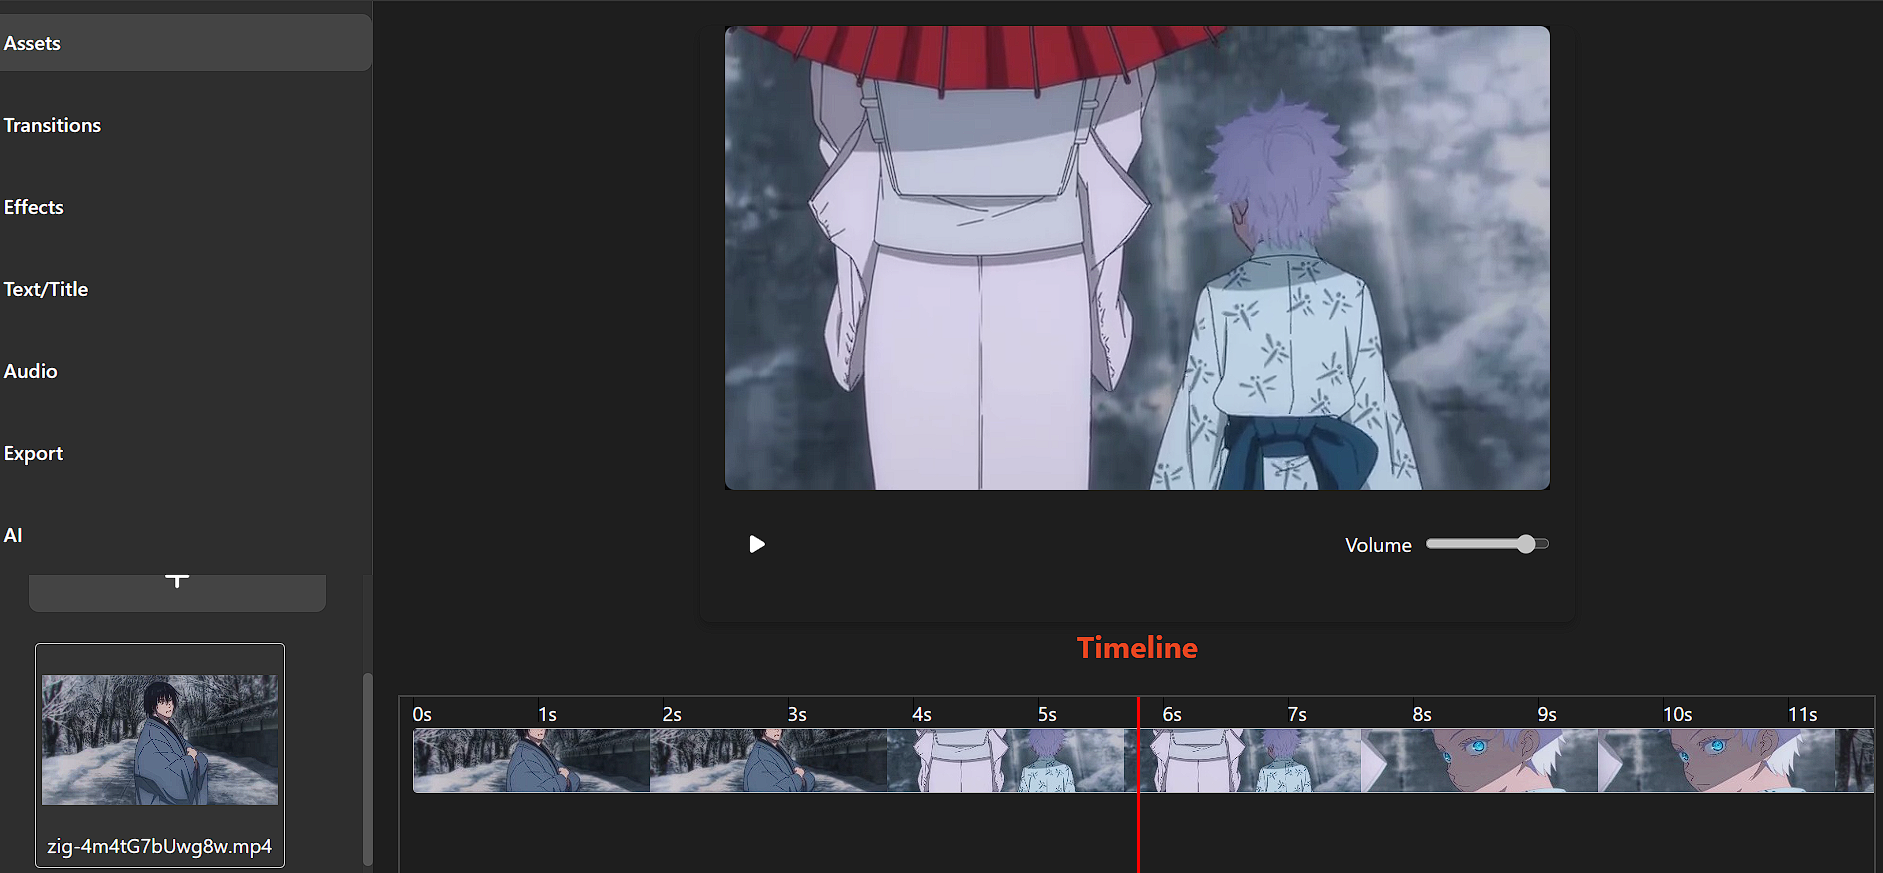 Assets
Transitions
Effects
Text/Title
Audio
Export
AI
zig-4m4tG7bUwg8w.mp4
Volume
Timeline
0s 1s 2s 3s 4s 5s 6s 7s 8s 9s 10s 11s